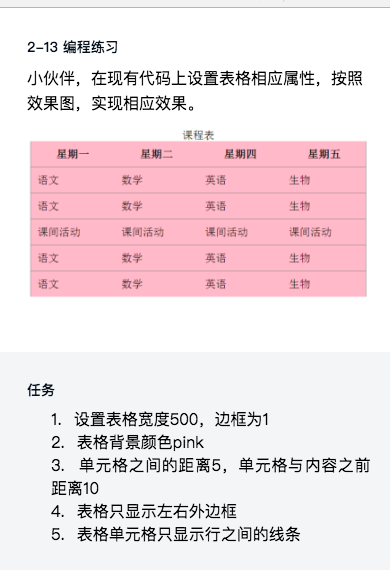 2-13 编程练习
小伙伴，在现有代码上设置表格相应属性，按照
效果图，实现相应效果。
课程表
星期一 星期二 星期四 星期五
语文 数学 英语 生物
语文 数学 英语 生物
课间活动 课间活动 课间活动 课间活动
语文 数学 英语 生物
语文 数学 英语 生物
任务
1. 设置表格宽度500，边框为1
2. 表格背景颜色pink
3. 单元格之间的距离5，单元格与内容之前
距离10
4. 表格只显示左右外边框
5. 表格单元格只显示行之间的线条